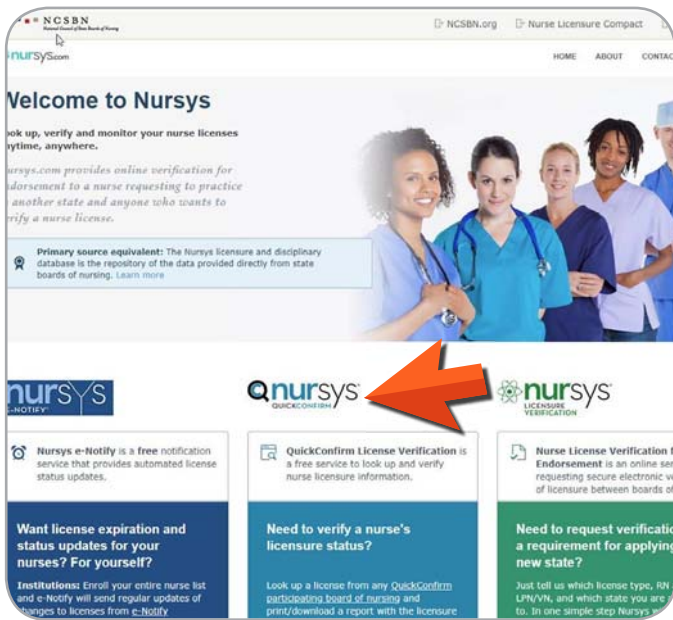 NCSBN
National Council of State Boards of Nursing
NCSBN.org
Nurse Licensure Compact
nursys.com
HOME
ABOUT
CONTAC
Welcome to Nursys
ook up, verify and monitor your nurse licenses
nytime, anywhere.
ursys.com provides online verification for
ndorsement to a nurse requesting to practice
another state and anyone who wants to
erify a nurse license.
Primary source equivalent: The Nursys licensure and disciplinary
database is the repository of the data provided directly from state
boards of nursing. Learn more
nursys
E-NOTIFY
nursys
QUICKCONFIRM
nursys
LICENSURE
VERIFICATION
Nursys e-Notify is a free notification
service that provides automated license
status updates.
QuickConfirm License Verification is
a free service to look up and verify
nurse licensure information.
Nurse License Verification f
Endorsement is an online ser
requesting secure electronic ve
of licensure between boards of
Want license expiration and
status updates for your
nurses? For yourself?
Institutions: Enroll your entire nurse list
and e-Notify will send regular updates of
changes to licenses from e-Notify
Need to verify a nurse's
licensure status?
Look up a license from any QuickConfirm
participating board of nursing and
print/download a report with the licensure
Need to request verificatio
a requirement for applying
new state?
Just tell us which license type, RN
LPN/VN, and which state you are a
to. In one simple step Nursys w